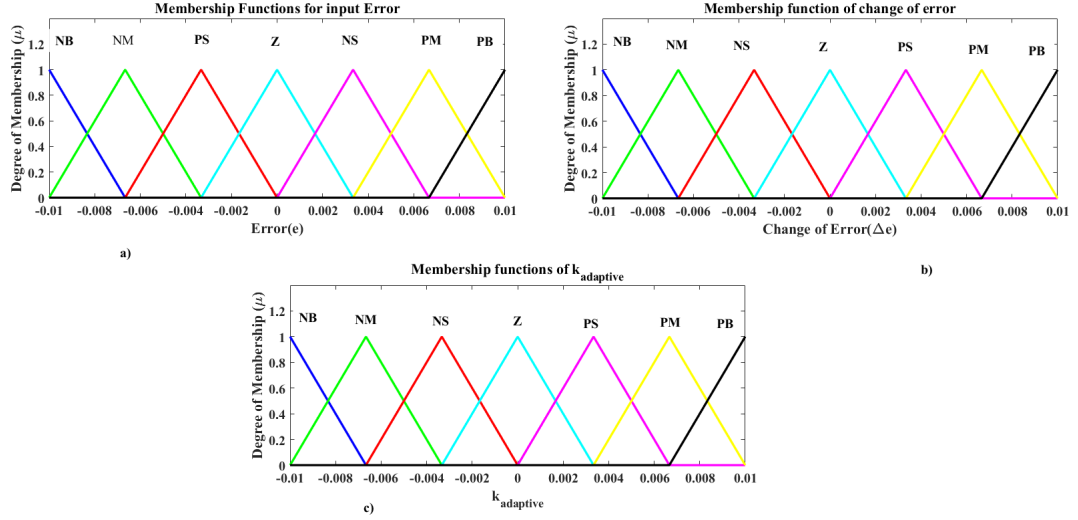 Membership Functions for input Error
Degree of Membership (μ)
NB NM PS Z NS PM PB
1.2
1
0.8
0.6
0.4
0.2
0
-0.01 -0.008 -0.006 -0.004 -0.002 0 0.002 0.004 0.006 0.008 0.01
Error(e)
a)
Membership function of change of error
Degree of Membership (μ)
NB NM NS Z PS PM PB
1.2
1
0.8
0.6
0.4
0.2
0
-0.01 -0.008 -0.006 -0.004 -0.002 0 0.002 0.004 0.006 0.008 0.01
Change of Error(Δe)
b)
Membership functions of k_adaptive
Degree of Membership (μ)
NB NM NS Z PS PM PB
1.2
1
0.8
0.6
0.4
0.2
0
-0.01 -0.008 -0.006 -0.004 -0.002 0 0.002 0.004 0.006 0.008 0.01
k_adaptive
c)